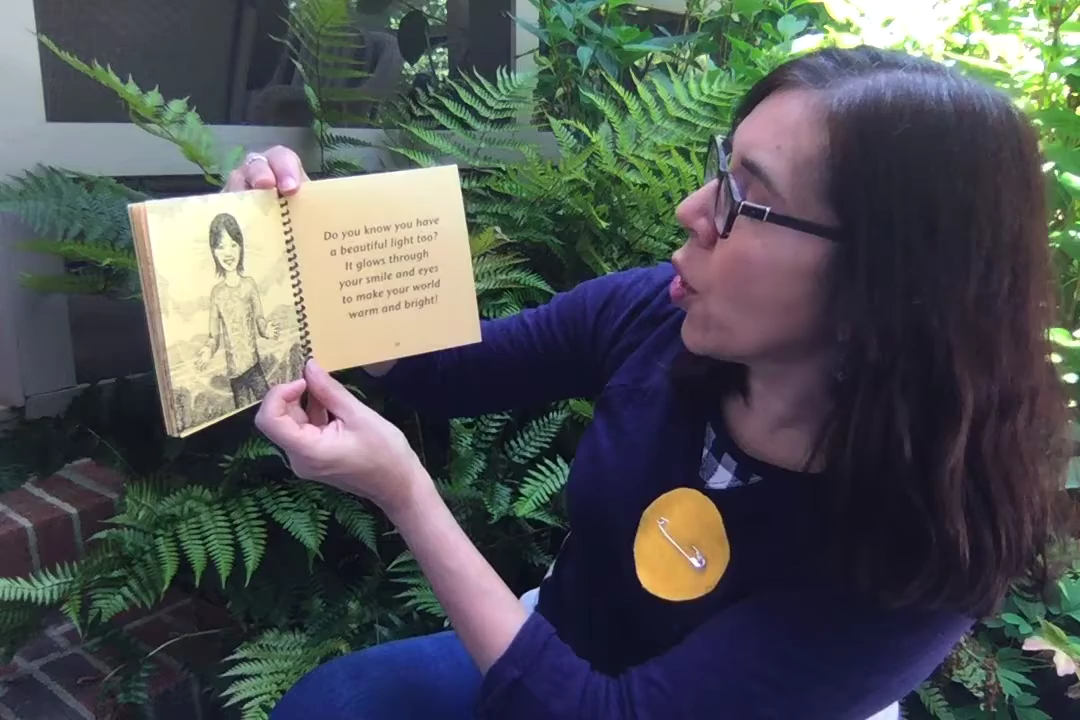 Do you know you have
a beautiful light too?
It glows through
your smile and eyes
to make your world
warm and bright!